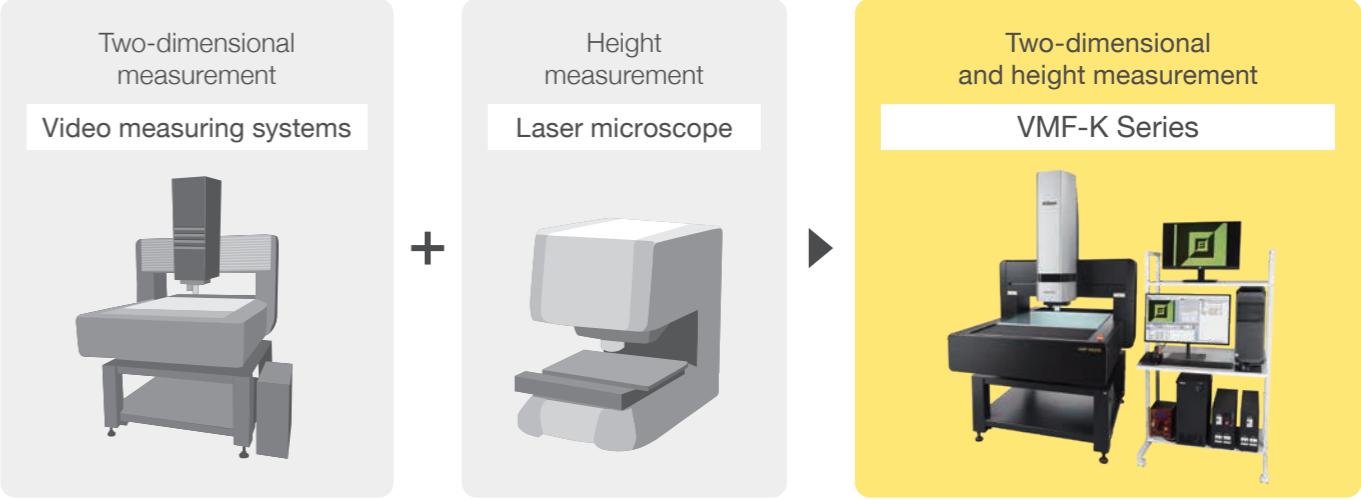 Two-dimensional
measurement
Video measuring systems
+
Height
measurement
Laser microscope
Two-dimensional
and height measurement
VMF-K Series